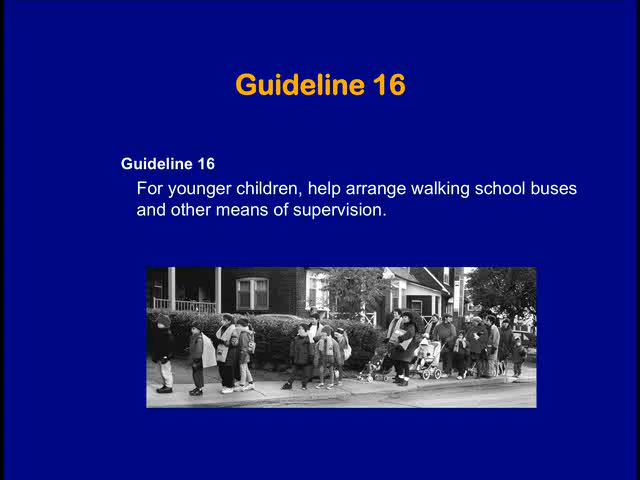 Guideline 16
Guideline 16
For younger children, help arrange walking school buses
and other means of supervision.